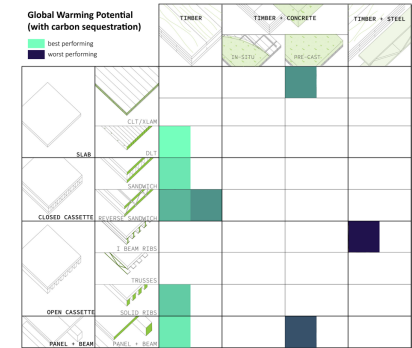 Global Warming Potential
(with carbon sequestration)
best performing
worst performing
TIMBER
TIMBER + CONCRETE
TIMBER + STEEL
IN-SITU
PRE-CAST
CLT/XLAM
SLAB
DLT
SANDWICH
CLOSED CASSETTE
REVERSE SANDWICH
I BEAM RIBS
TRUSSES
OPEN CASSETTE
SOLID RIBS
PANEL + BEAM
PANEL + BEAM